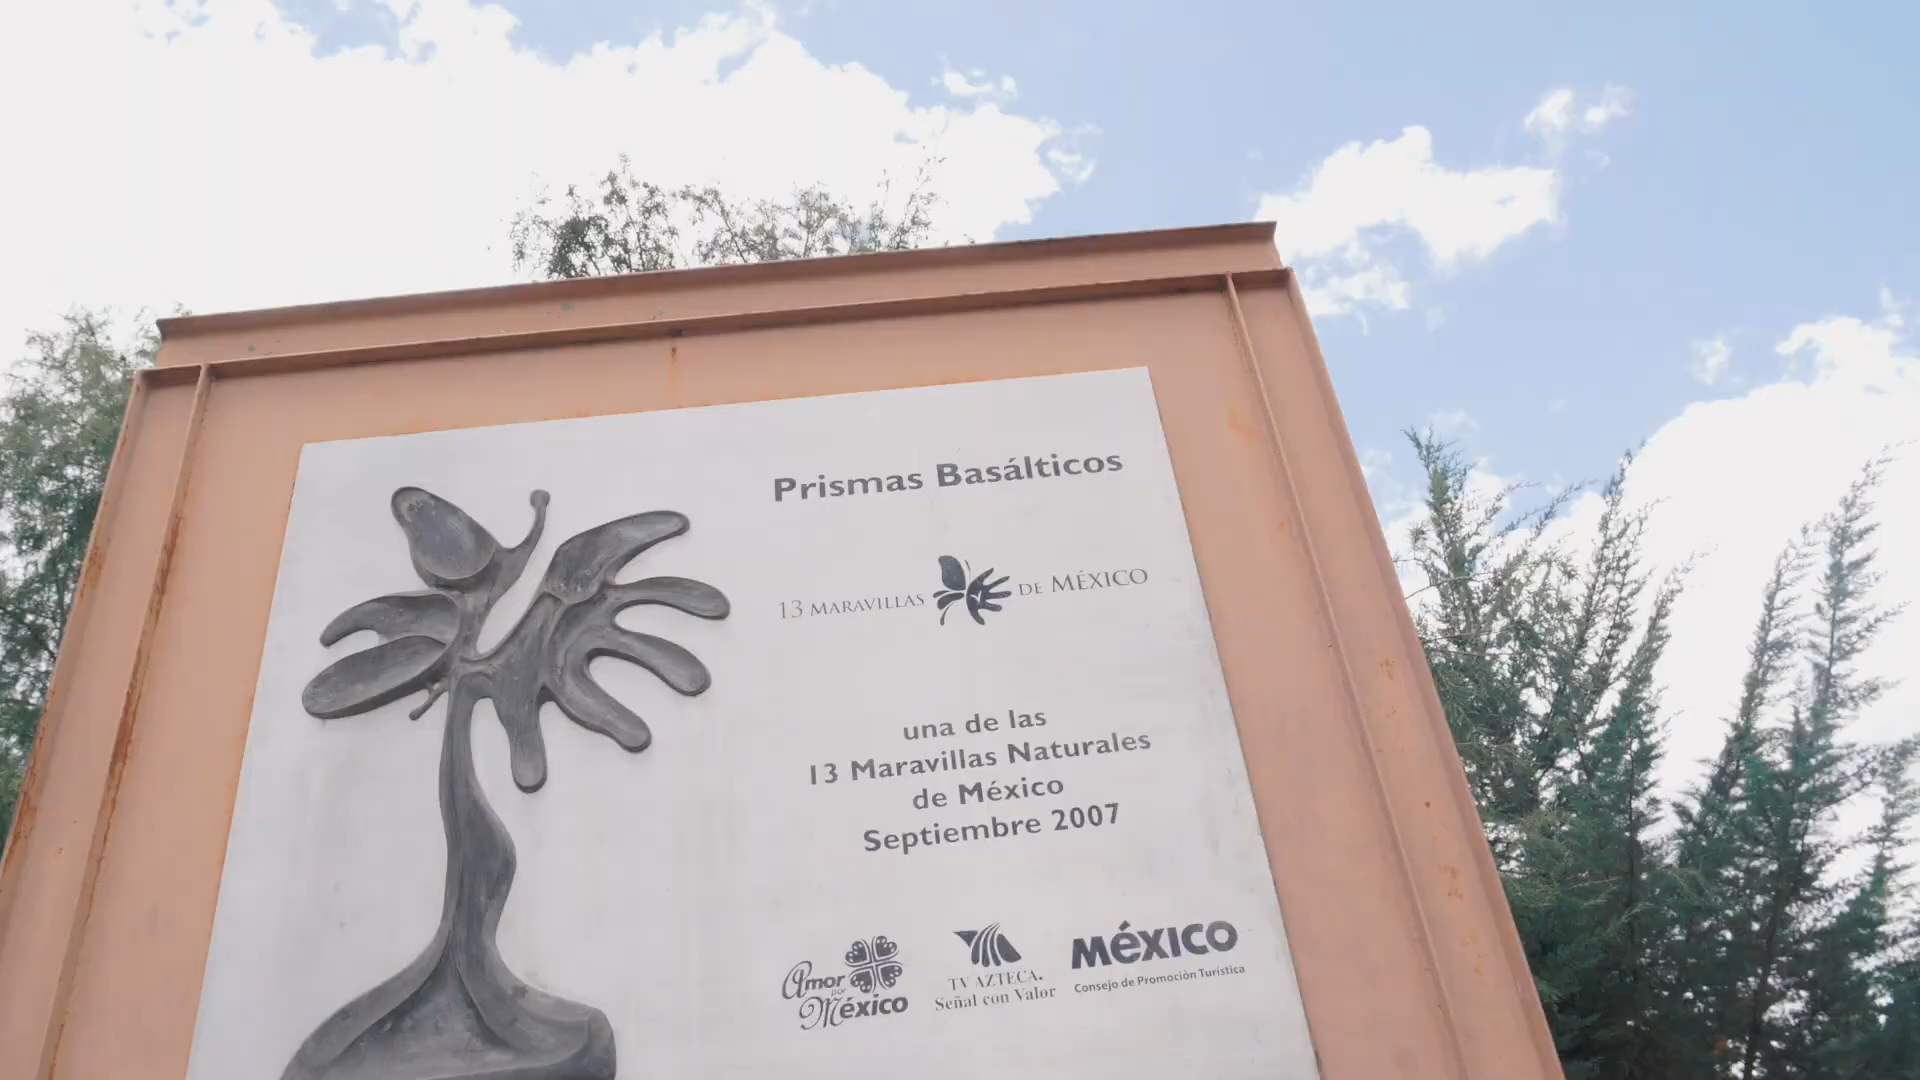 Prismas Basálticos
13 MARAVILLAS DE MÉXICO
una de las
13 Maravillas Naturales
de México
Septiembre 2007
Amor
por
México
TV AZTECA.
Señal con Valor
MÉXICO
Consejo de Promoción Turística